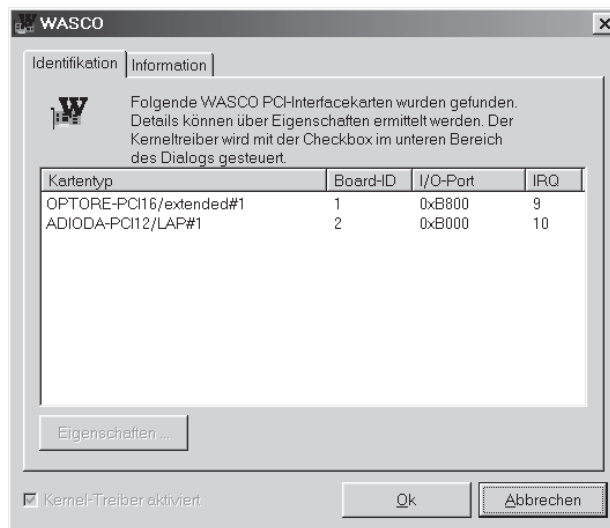 WASCO
Identifikation Information
Folgende WASCO PCI-Interfacekarten wurden gefunden.
Details können über Eigenschaften ermittelt werden. Der
Kerneltreiber wird mit der Checkbox im unteren Bereich
des Dialogs gesteuert.
Kartentyp Board-ID I/O-Port IRQ
OPTORE-PCI16/extended#1 1 0xB800 9
ADIODA-PCI12/LAP#1 2 0xB000 10
Eigenschaften ...
Kernel-Treiber aktiviert Ok Abbrechen